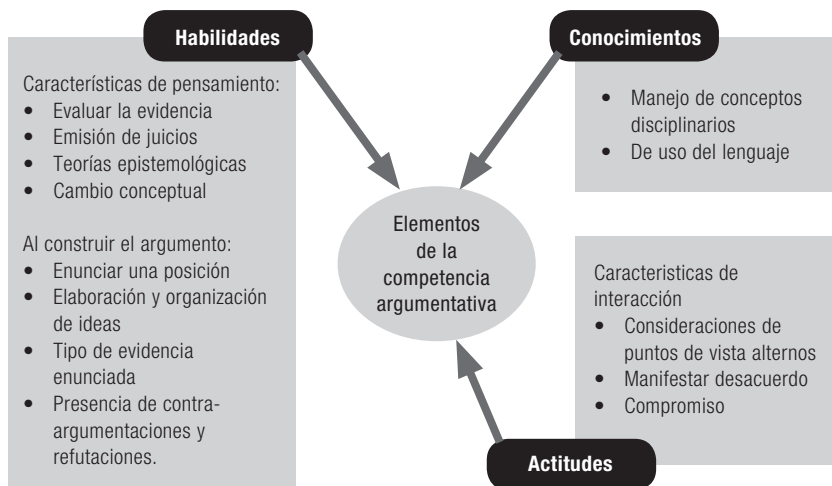 Habilidades
Características de pensamiento:
• Evaluar la evidencia
• Emisión de juicios
• Teorías epistemológicas
• Cambio conceptual
Al construir el argumento:
• Enunciar una posición
• Elaboración y organización
de ideas
• Tipo de evidencia
enunciada
• Presencia de contra-
argumentaciones y
refutaciones.
Conocimientos
• Manejo de conceptos
disciplinarios
• De uso del lenguaje
Elementos
de la
competencia
argumentativa
Caracteristicas de
interacción
• Consideraciones de
puntos de vista alternos
• Manifestar desacuerdo
• Compromiso
Actitudes